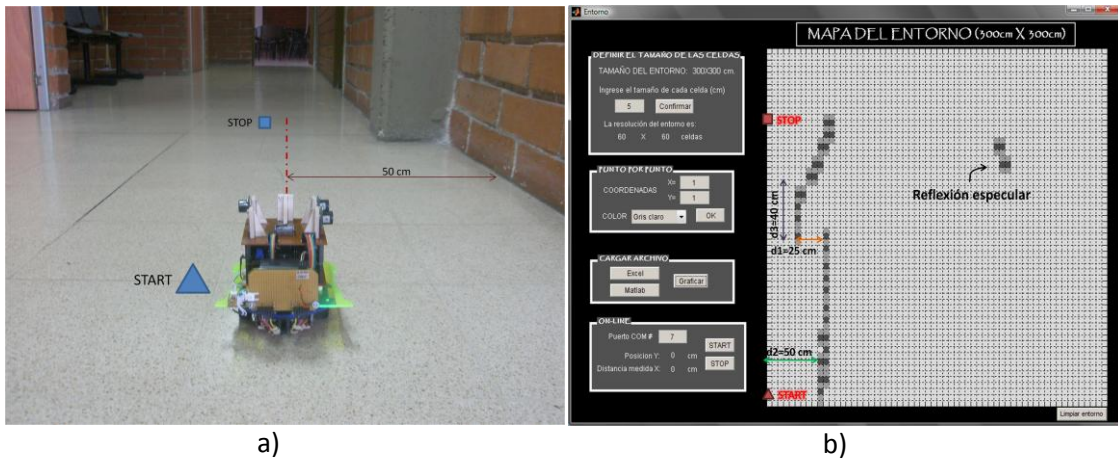 STOP
50 cm
START
a)
Entorno
MAPA DEL ENTORNO (300cm X 300cm)
DEFINIR EL TAMAÑO DE LAS CELDAS
TAMAÑO DEL ENTORNO: 300X300 cm.
Ingrese el tamaño de cada celda (cm)
5 Confirmar
La resolución del entorno es:
60 X 60 celdas
PUNTO POR PUNTO
COORDENADAS X= 1
Y= 1
COLOR Gris claro OK
CARGAR ARCHIVO
Excel
Matlab
Graficar
ON-LINE
Puerto COM # 7
START
Posicion Y: 0 cm
STOP
Distancia medida X: 0 cm
STOP
Reflexión especular
d3=40 cm
d1=25 cm
d2=50 cm
START
Limpiar entorno
b)